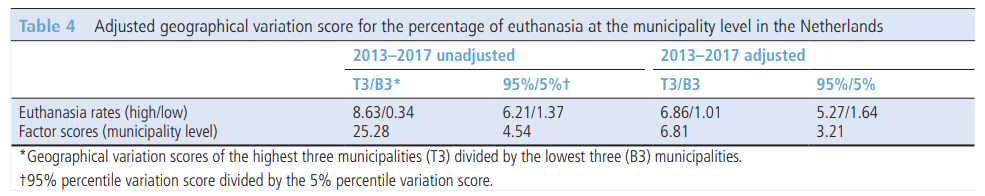 Table 4 Adjusted geographical variation score for the percentage of euthanasia at the municipality level in the Netherlands
2013–2017 unadjusted 2013–2017 adjusted
T3/B3* 95%/5%† T3/B3 95%/5%
Euthanasia rates (high/low) 8.63/0.34 6.21/1.37 6.86/1.01 5.27/1.64
Factor scores (municipality level) 25.28 4.54 6.81 3.21
*Geographical variation scores of the highest three municipalities (T3) divided by the lowest three (B3) municipalities.
†95% percentile variation score divided by the 5% percentile variation score.